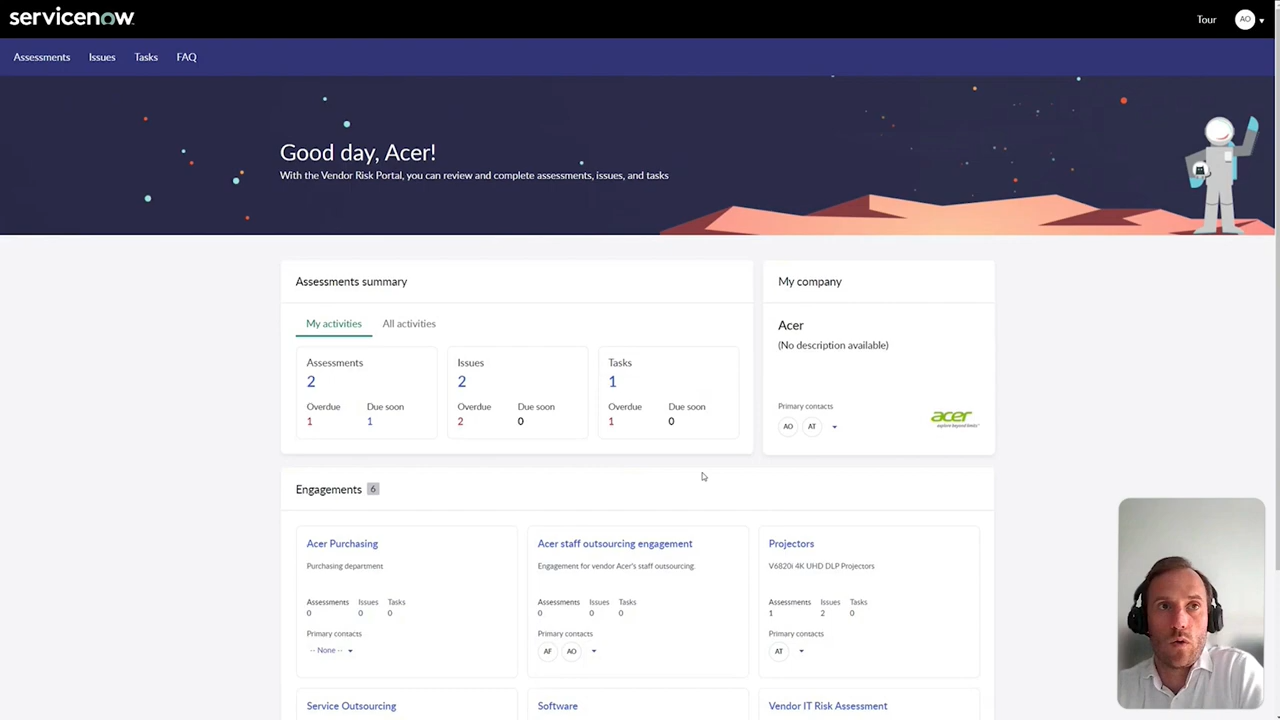 servicenow
Tour
AO
Assessments Issues Tasks FAQ
Good day, Acer!
With the Vendor Risk Portal, you can review and complete assessments, issues, and tasks
Assessments summary
My activities All activities
Assessments
2
Overdue Due soon
1 1
Issues
2
Overdue Due soon
2 0
Tasks
1
Overdue Due soon
1 0
My company
Acer
(No description available)
Primary contacts
AO AT
acer
explore beyond limits™
Engagements 6
Acer Purchasing
Purchasing department
Assessments Issues Tasks
0 0 0
Primary contacts
-- None --
Acer staff outsourcing engagement
Engagement for vendor Acer's staff outsourcing.
Assessments Issues Tasks
0 0 0
Primary contacts
AF AO
Projectors
V6820i 4K UHD DLP Projectors
Assessments Issues Tasks
1 2 0
Primary contacts
AT
Service Outsourcing
Software
Vendor IT Risk Assessment